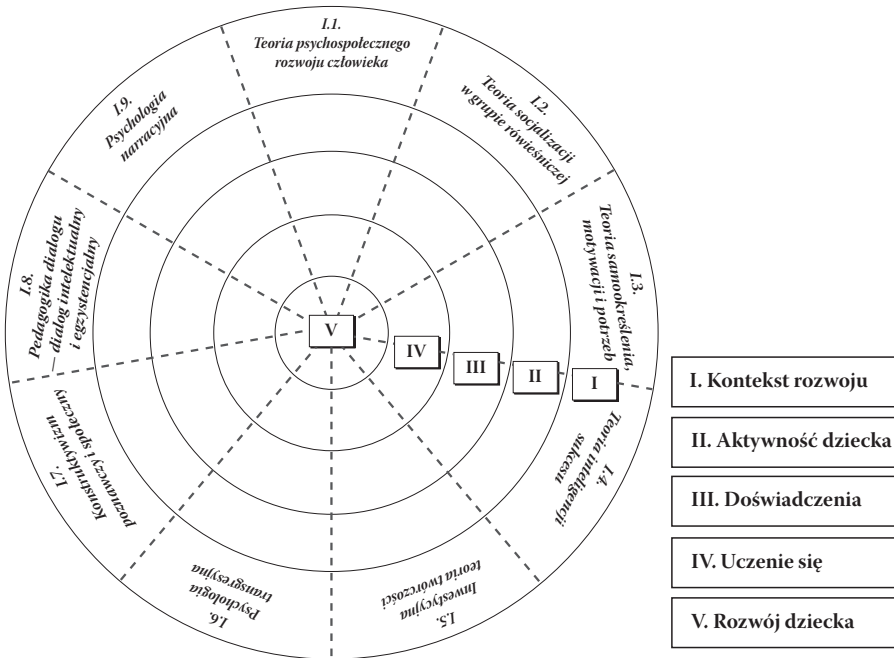 I.1.
Teoria psychospołecznego
rozwoju człowieka
I.2.
Teoria socjalizacji
w grupie rówieśniczej
I.3.
Teoria samookreślenia,
motywacji i potrzeb
I.4.
Teoria inteligencji
sukcesu
I.5.
Inwestycyjna
teoria twórczości
I.6.
Psychologia
transgresyjna
I.7.
Konstruktywizm
poznawczy i społeczny
I.8.
Pedagogika dialogu
— dialog intelektualny
i egzystencjalny
I.9.
Psychologia
narracyjna
V
IV
III
II
I
I. Kontekst rozwoju
II. Aktywność dziecka
III. Doświadczenia
IV. Uczenie się
V. Rozwój dziecka